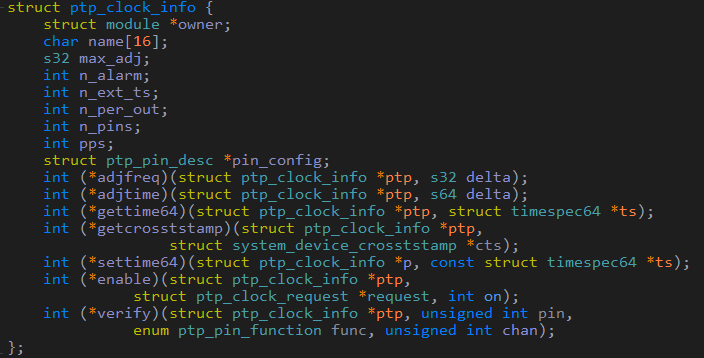 struct ptp_clock_info {
    struct module *owner;
    char name[16];
    s32 max_adj;
    int n_alarm;
    int n_ext_ts;
    int n_per_out;
    int n_pins;
    int pps;
    struct ptp_pin_desc *pin_config;
    int (*adjfreq)(struct ptp_clock_info *ptp, s32 delta);
    int (*adjtime)(struct ptp_clock_info *ptp, s64 delta);
    int (*gettime64)(struct ptp_clock_info *ptp, struct timespec64 *ts);
    int (*getcrosststamp)(struct ptp_clock_info *ptp,
                  struct system_device_crosststamp *cts);
    int (*settime64)(struct ptp_clock_info *p, const struct timespec64 *ts);
    int (*enable)(struct ptp_clock_info *ptp,
              struct ptp_clock_request *request, int on);
    int (*verify)(struct ptp_clock_info *ptp, unsigned int pin,
              enum ptp_pin_function func, unsigned int chan);
};